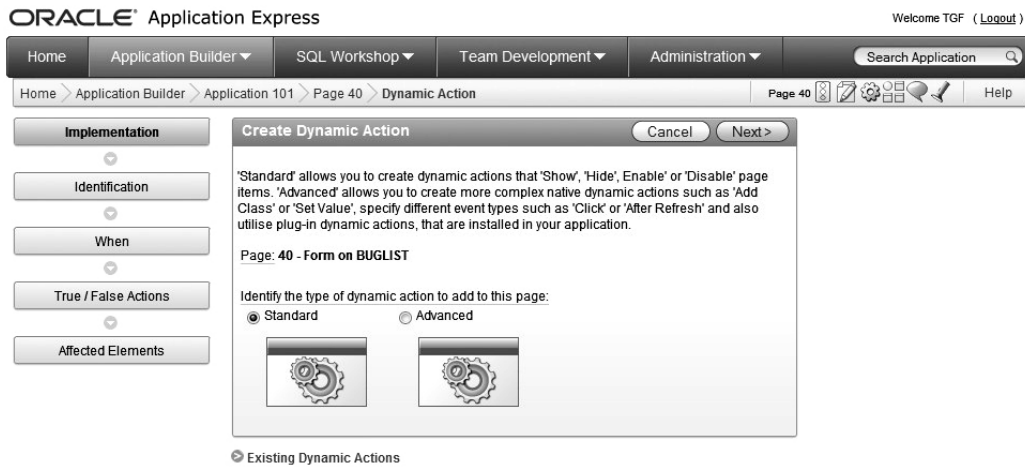 ORACLE Application Express
Welcome TGF ( Logout )
Home Application Builder SQL Workshop Team Development Administration Search Application
Home Application Builder Application 101 Page 40 Dynamic Action Page 40 Help
Implementation
Identification
When
True / False Actions
Affected Elements
Create Dynamic Action Cancel Next >
'Standard' allows you to create dynamic actions that 'Show', 'Hide', Enable' or 'Disable' page
items. 'Advanced' allows you to create more complex native dynamic actions such as 'Add
Class' or 'Set Value', specify different event types such as 'Click' or 'After Refresh' and also
utilise plug-in dynamic actions, that are installed in your application.
Page: 40 - Form on BUGLIST
Identify the type of dynamic action to add to this page:
Standard Advanced
Existing Dynamic Actions